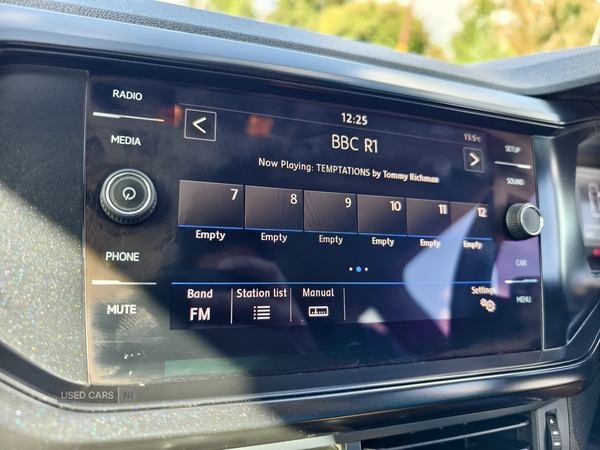 RADIO
12:25
13.5°C
SETUP
BBC R1
MEDIA
SOUND
Now Playing: TEMPTATIONS by Tommy Richman
7 8 9 10 11 12
Empty Empty Empty Empty Empty Empty
PHONE
CAR
Band Station list Manual Settings
MUTE
FM
MENU
USED CARS NI